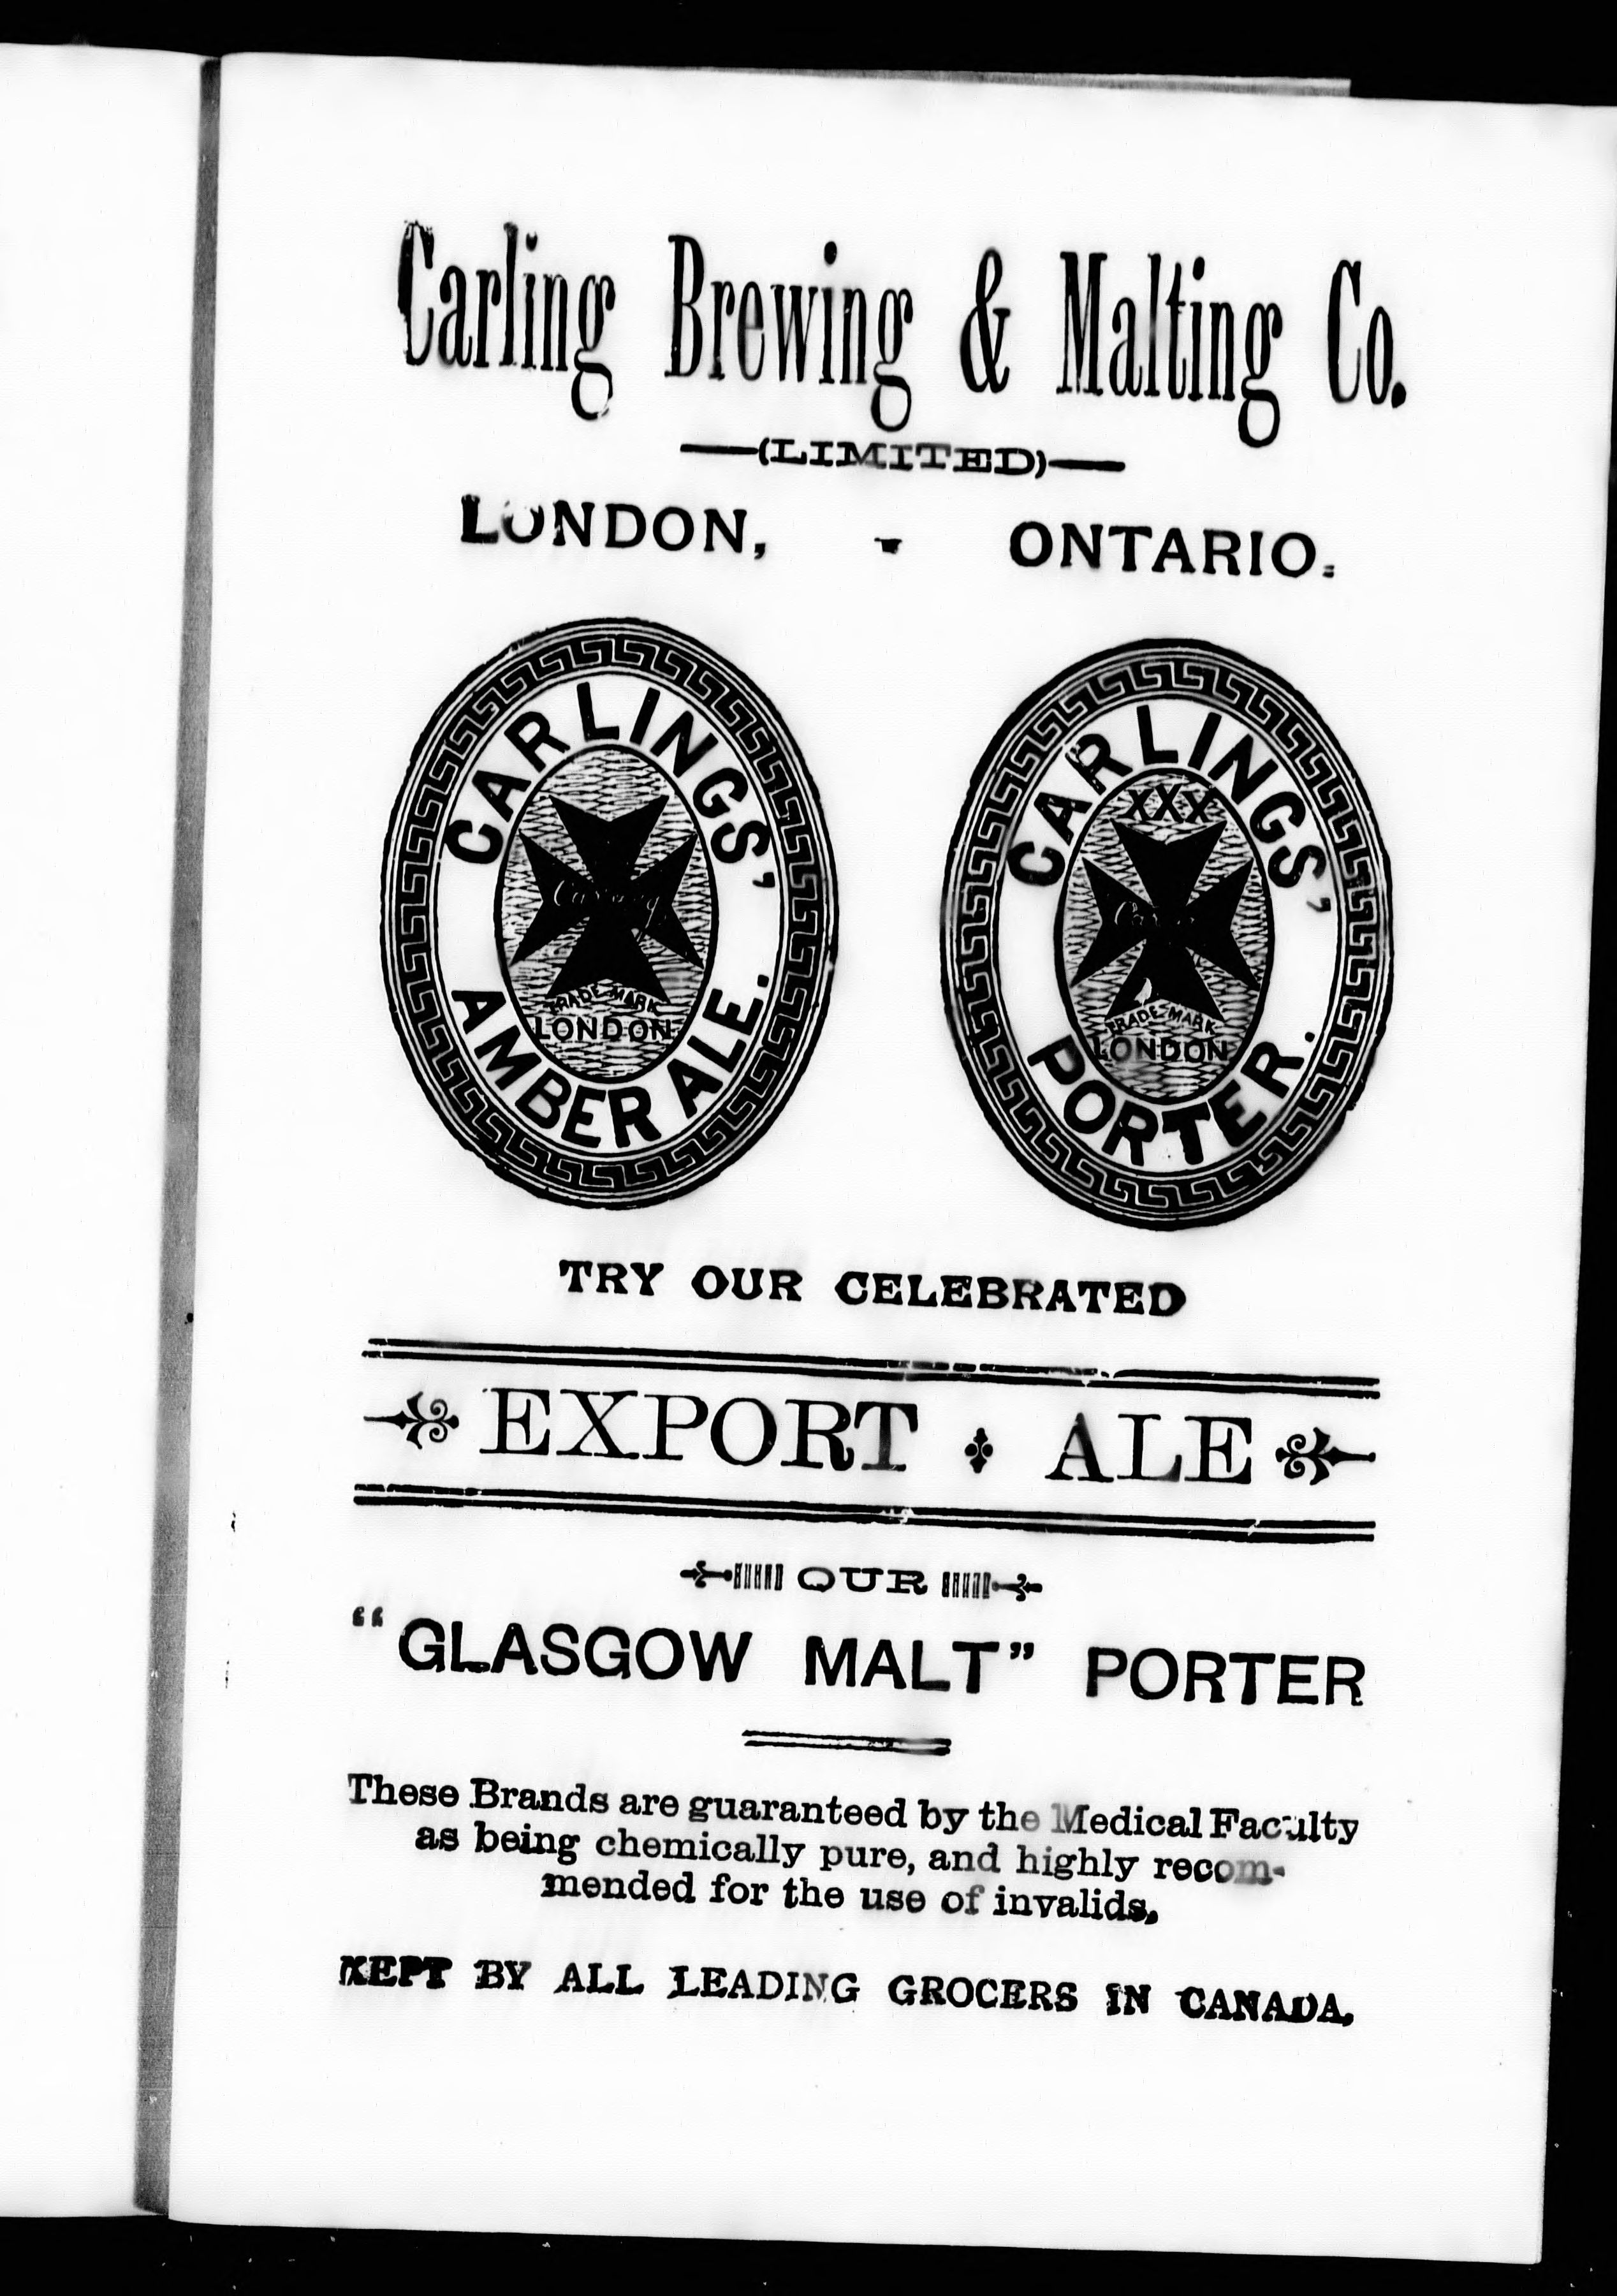 Carling Brewing & Malting Co.
(LIMITED)
LONDON, - ONTARIO.
CARLINGS'
Carling
TRADE MARK
LONDON
AMBER ALE.
CARLINGS'
XXX
TRADE MARK
LONDON
PORTER.
TRY OUR CELEBRATED
EXPORT ALE
OUR
"GLASGOW MALT" PORTER
These Brands are guaranteed by the Medical Faculty
as being chemically pure, and highly recom-
mended for the use of invalids,
KEPT BY ALL LEADING GROCERS IN CANADA,